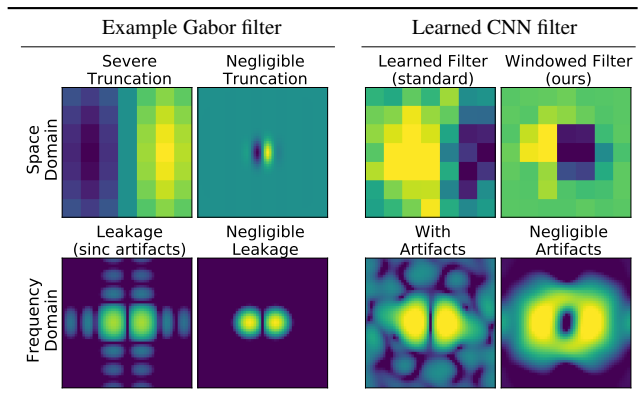 Example Gabor filter
Learned CNN filter
Severe
Truncation
Negligible
Truncation
Learned Filter
(standard)
Windowed Filter
(ours)
Space
Domain
Leakage
(sinc artifacts)
Negligible
Leakage
With
Artifacts
Negligible
Artifacts
Frequency
Domain